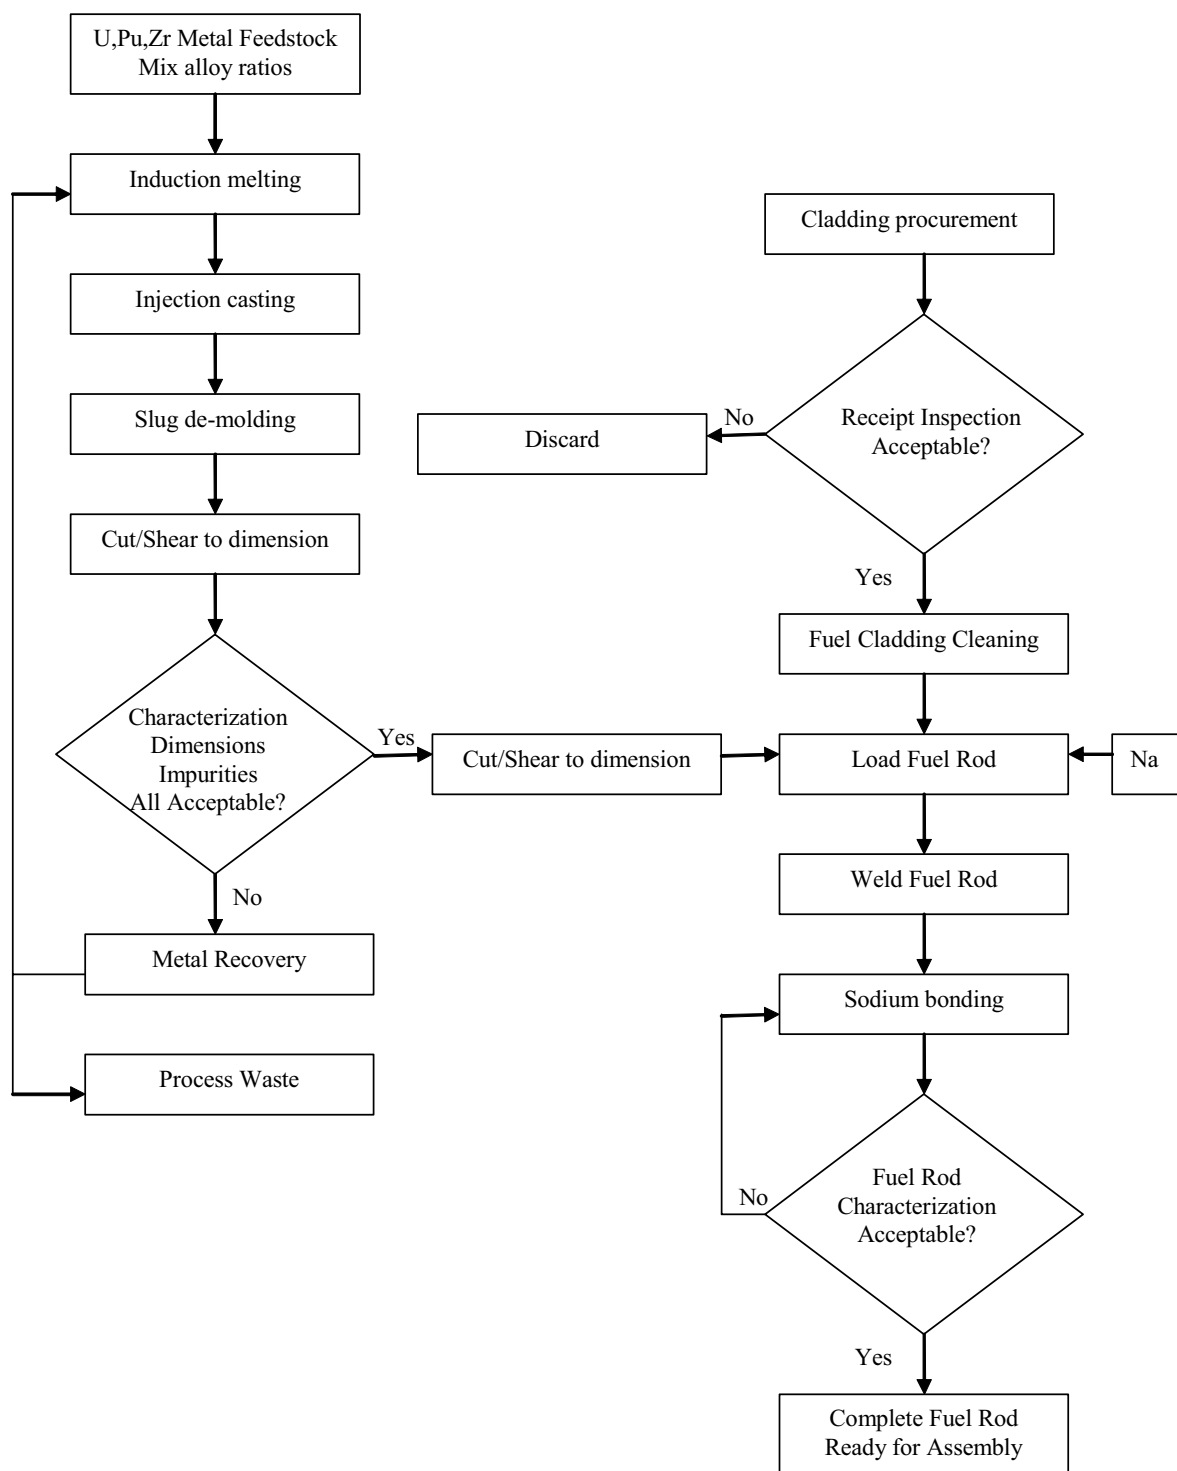 U,Pu,Zr Metal Feedstock
Mix alloy ratios
Induction melting
Injection casting
Slug de-molding
Cut/Shear to dimension
Characterization
Dimensions
Impurities
All Acceptable?
Yes
No
Metal Recovery
Process Waste
Cut/Shear to dimension
Cladding procurement
Receipt Inspection
Acceptable?
No
Discard
Yes
Fuel Cladding Cleaning
Load Fuel Rod
Na
Weld Fuel Rod
Sodium bonding
Fuel Rod
Characterization
Acceptable?
No
Yes
Complete Fuel Rod
Ready for Assembly